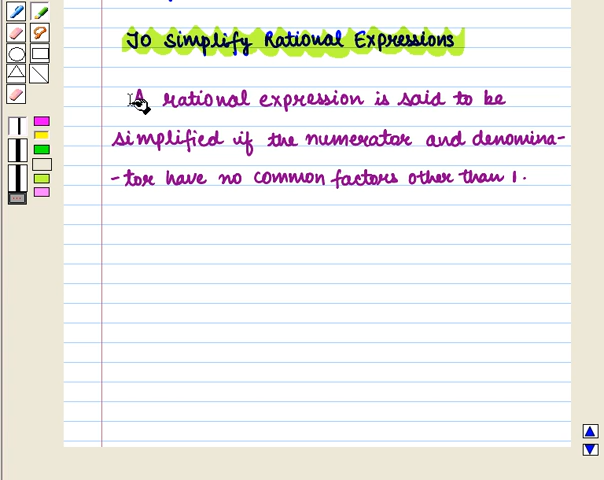 To Simplify Rational Expressions
A rational expression is said to be
simplified if the numerator and denomina-
-tor have no common factors other than 1.